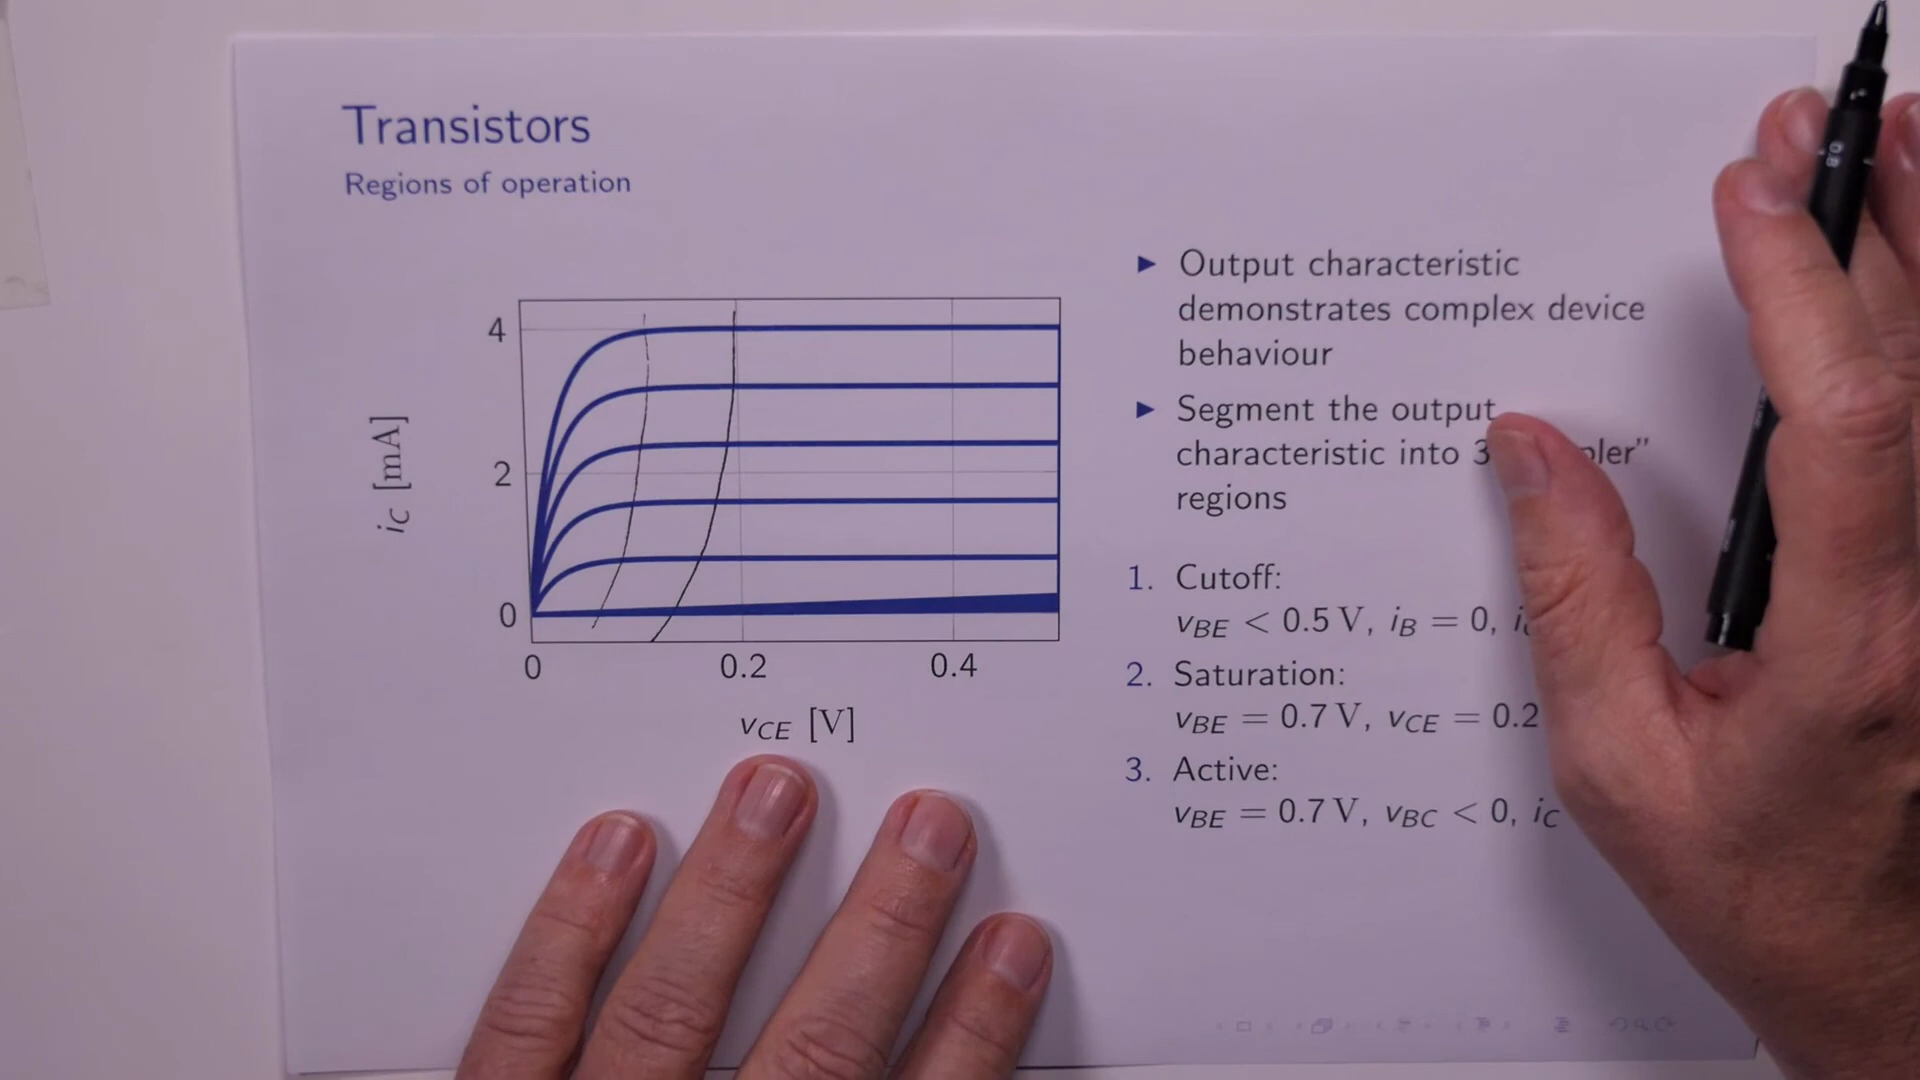 Transistors
Regions of operation
4
2
0
i_C [mA]
0 0.2 0.4
v_CE [V]
► Output characteristic
demonstrates complex device
behaviour
► Segment the output
characteristic into 3
regions
1. Cutoff:
v_BE < 0.5 V, i_B = 0,
2. Saturation:
v_BE = 0.7 V, v_CE = 0.2
3. Active:
v_BE = 0.7 V, v_BC < 0, i_C
0.8